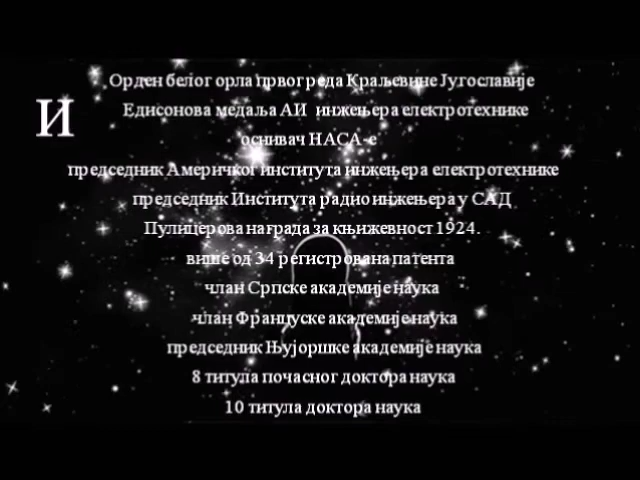 Орден белог орла првог реда Краљевине Југославије
И
Едисонова медаља АИ инжењера електротехнике
оснивач НАСА-е
председник Америчког института инжењера електротехнике
председник Института радио инжењера у САД
Пулицерова награда за књижевност 1924.
више од 34 регистрована патента
члан Српске академије наука
члан Француске академије наука
председник Њујоршке академије наука
8 титула почасног доктора наука
10 титула доктора наука